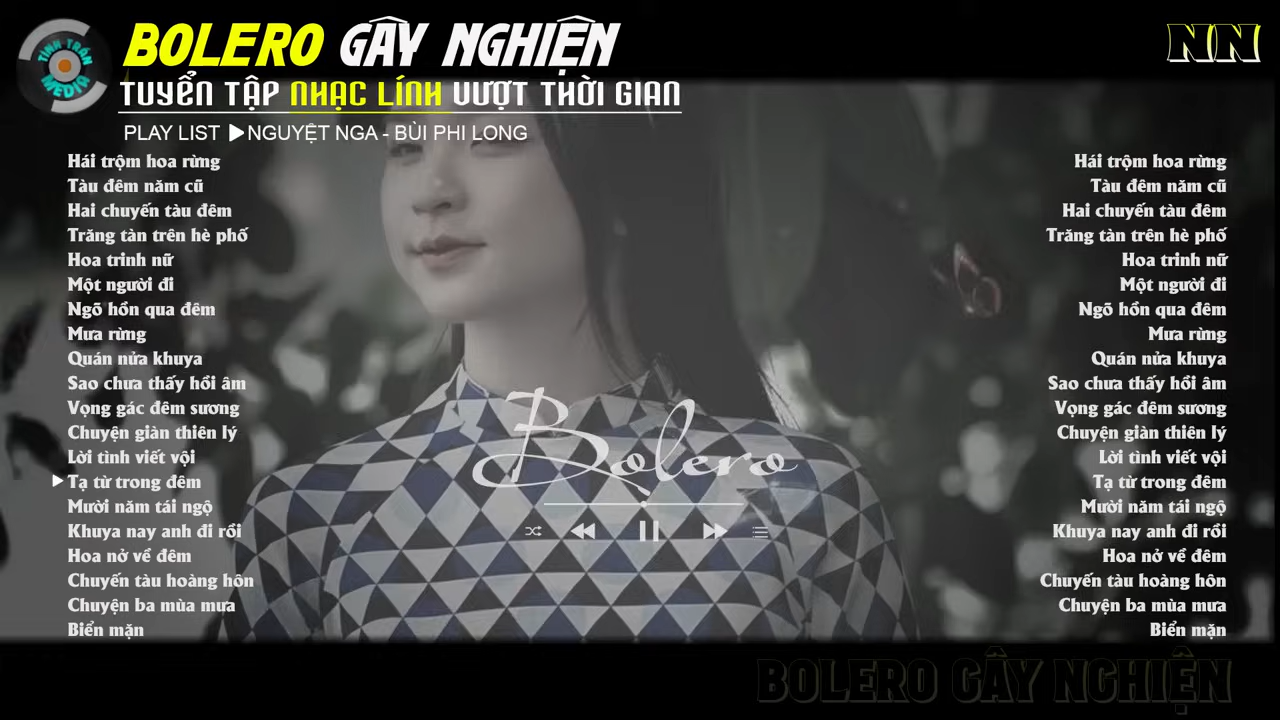 TÌNH TRẦN
MEDIA
BOLERO GÂY NGHIỆN
TUYỂN TẬP NHẠC LÍNH VƯỢT THỜI GIAN
PLAY LIST NGUYỆT NGA - BÙI PHI LONG
NN
Hái trộm hoa rừng
Tàu đêm năm cũ
Hai chuyến tàu đêm
Trăng tàn trên hè phố
Hoa trinh nữ
Một người đi
Ngõ hồn qua đêm
Mưa rừng
Quán nửa khuya
Sao chưa thấy hồi âm
Vọng gác đêm sương
Chuyện giàn thiên lý
Lời tình viết vội
Tạ từ trong đêm
Mười năm tái ngộ
Khuya nay anh đi rồi
Hoa nở về đêm
Chuyến tàu hoàng hôn
Chuyện ba mùa mưa
Biển mặn
Bolero
Hái trộm hoa rừng
Tàu đêm năm cũ
Hai chuyến tàu đêm
Trăng tàn trên hè phố
Hoa trinh nữ
Một người đi
Ngõ hồn qua đêm
Mưa rừng
Quán nửa khuya
Sao chưa thấy hồi âm
Vọng gác đêm sương
Chuyện giàn thiên lý
Lời tình viết vội
Tạ từ trong đêm
Mười năm tái ngộ
Khuya nay anh đi rồi
Hoa nở về đêm
Chuyến tàu hoàng hôn
Chuyện ba mùa mưa
Biển mặn
BOLERO GÂY NGHIỆN